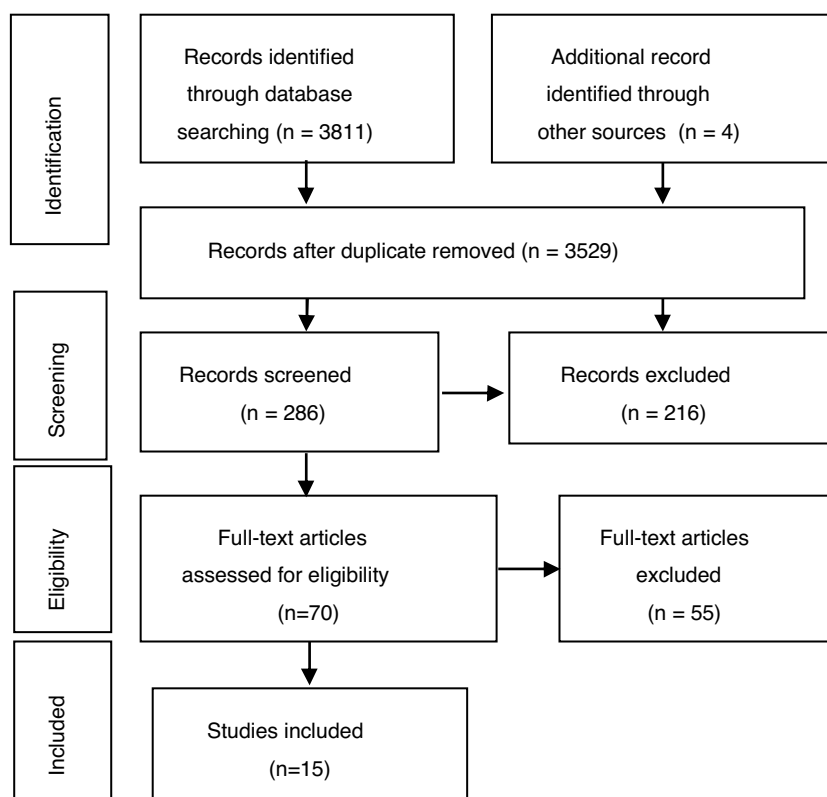 Identification
Records identified
through database
searching (n = 3811)
Additional record
identified through
other sources (n = 4)
Records after duplicate removed (n = 3529)
Screening
Records screened
(n = 286)
Records excluded
(n = 216)
Eligibility
Full-text articles
assessed for eligibility
(n=70)
Full-text articles
excluded
(n = 55)
Included
Studies included
(n=15)